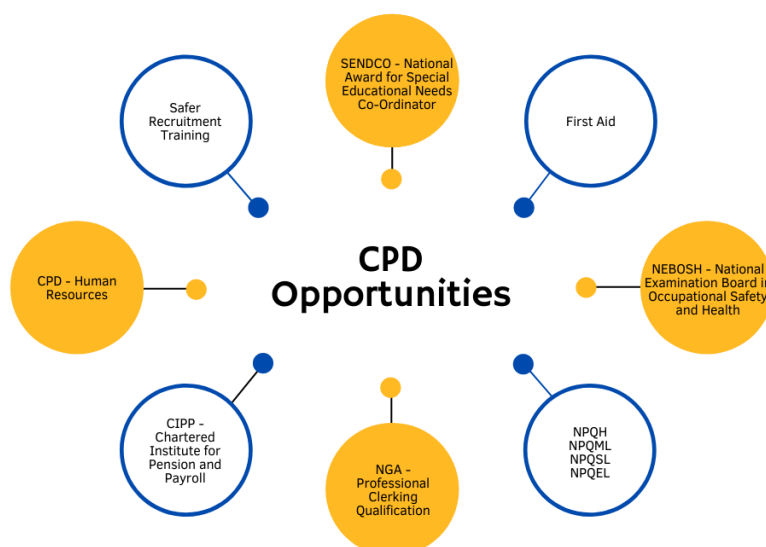 SENDCO - National
Award for Special
Educational Needs
Co-Ordinator
Safer
Recruitment
Training
First Aid
CPD
Opportunities
CPD - Human
Resources
NEBOSH - National
Examination Board in
Occupational Safety
and Health
CIPP -
Chartered
Institute for
Pension and
Payroll
NGA -
Professional
Clerking
Qualification
NPQH
NPQML
NPQSL
NPQEL